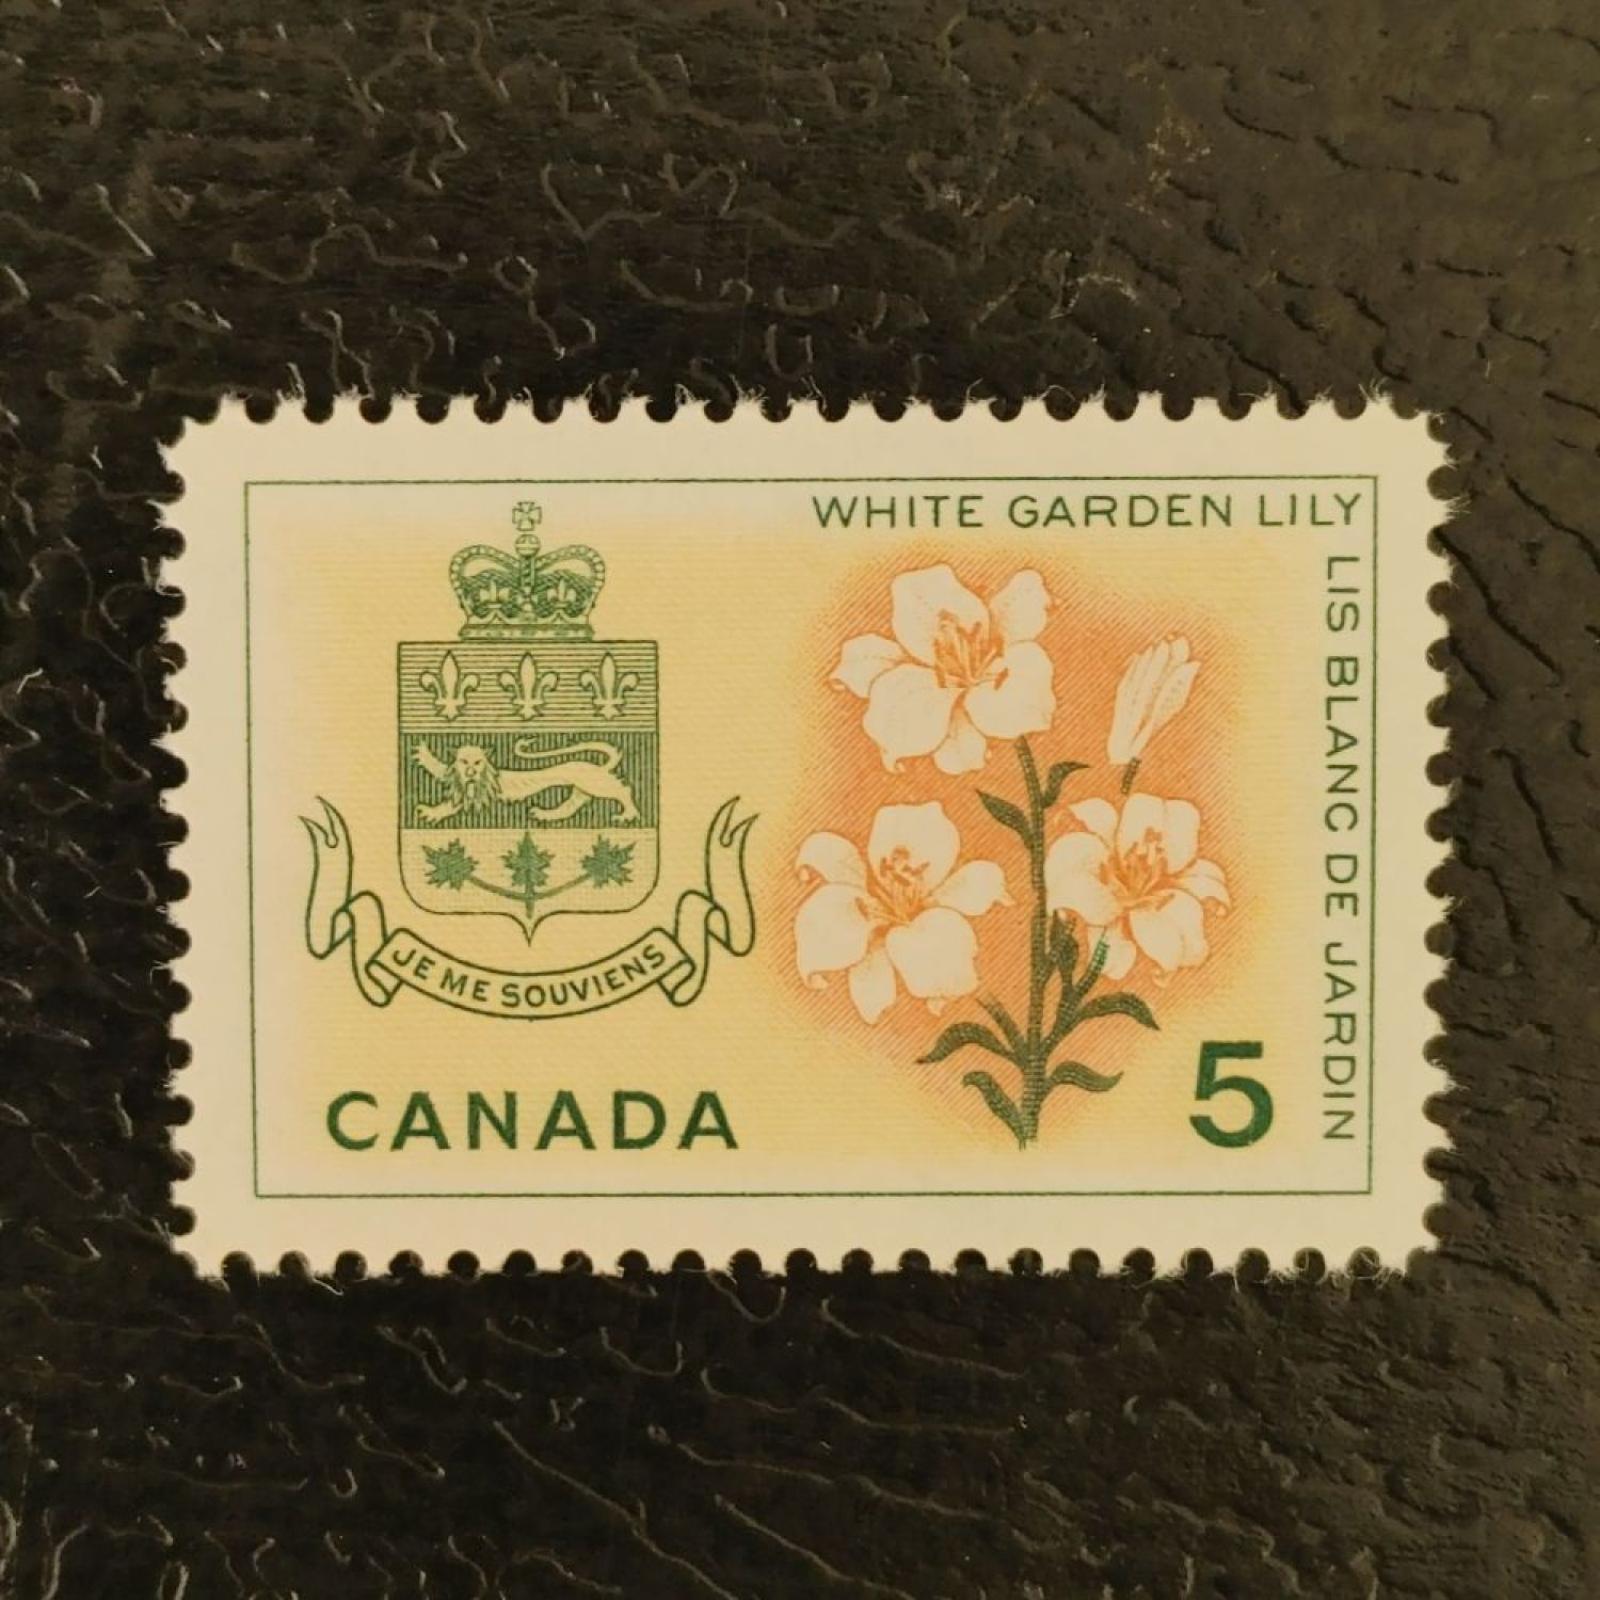 WHITE GARDEN LILY
LIS BLANC DE JARDIN
JE ME SOUVIENS
CANADA
5